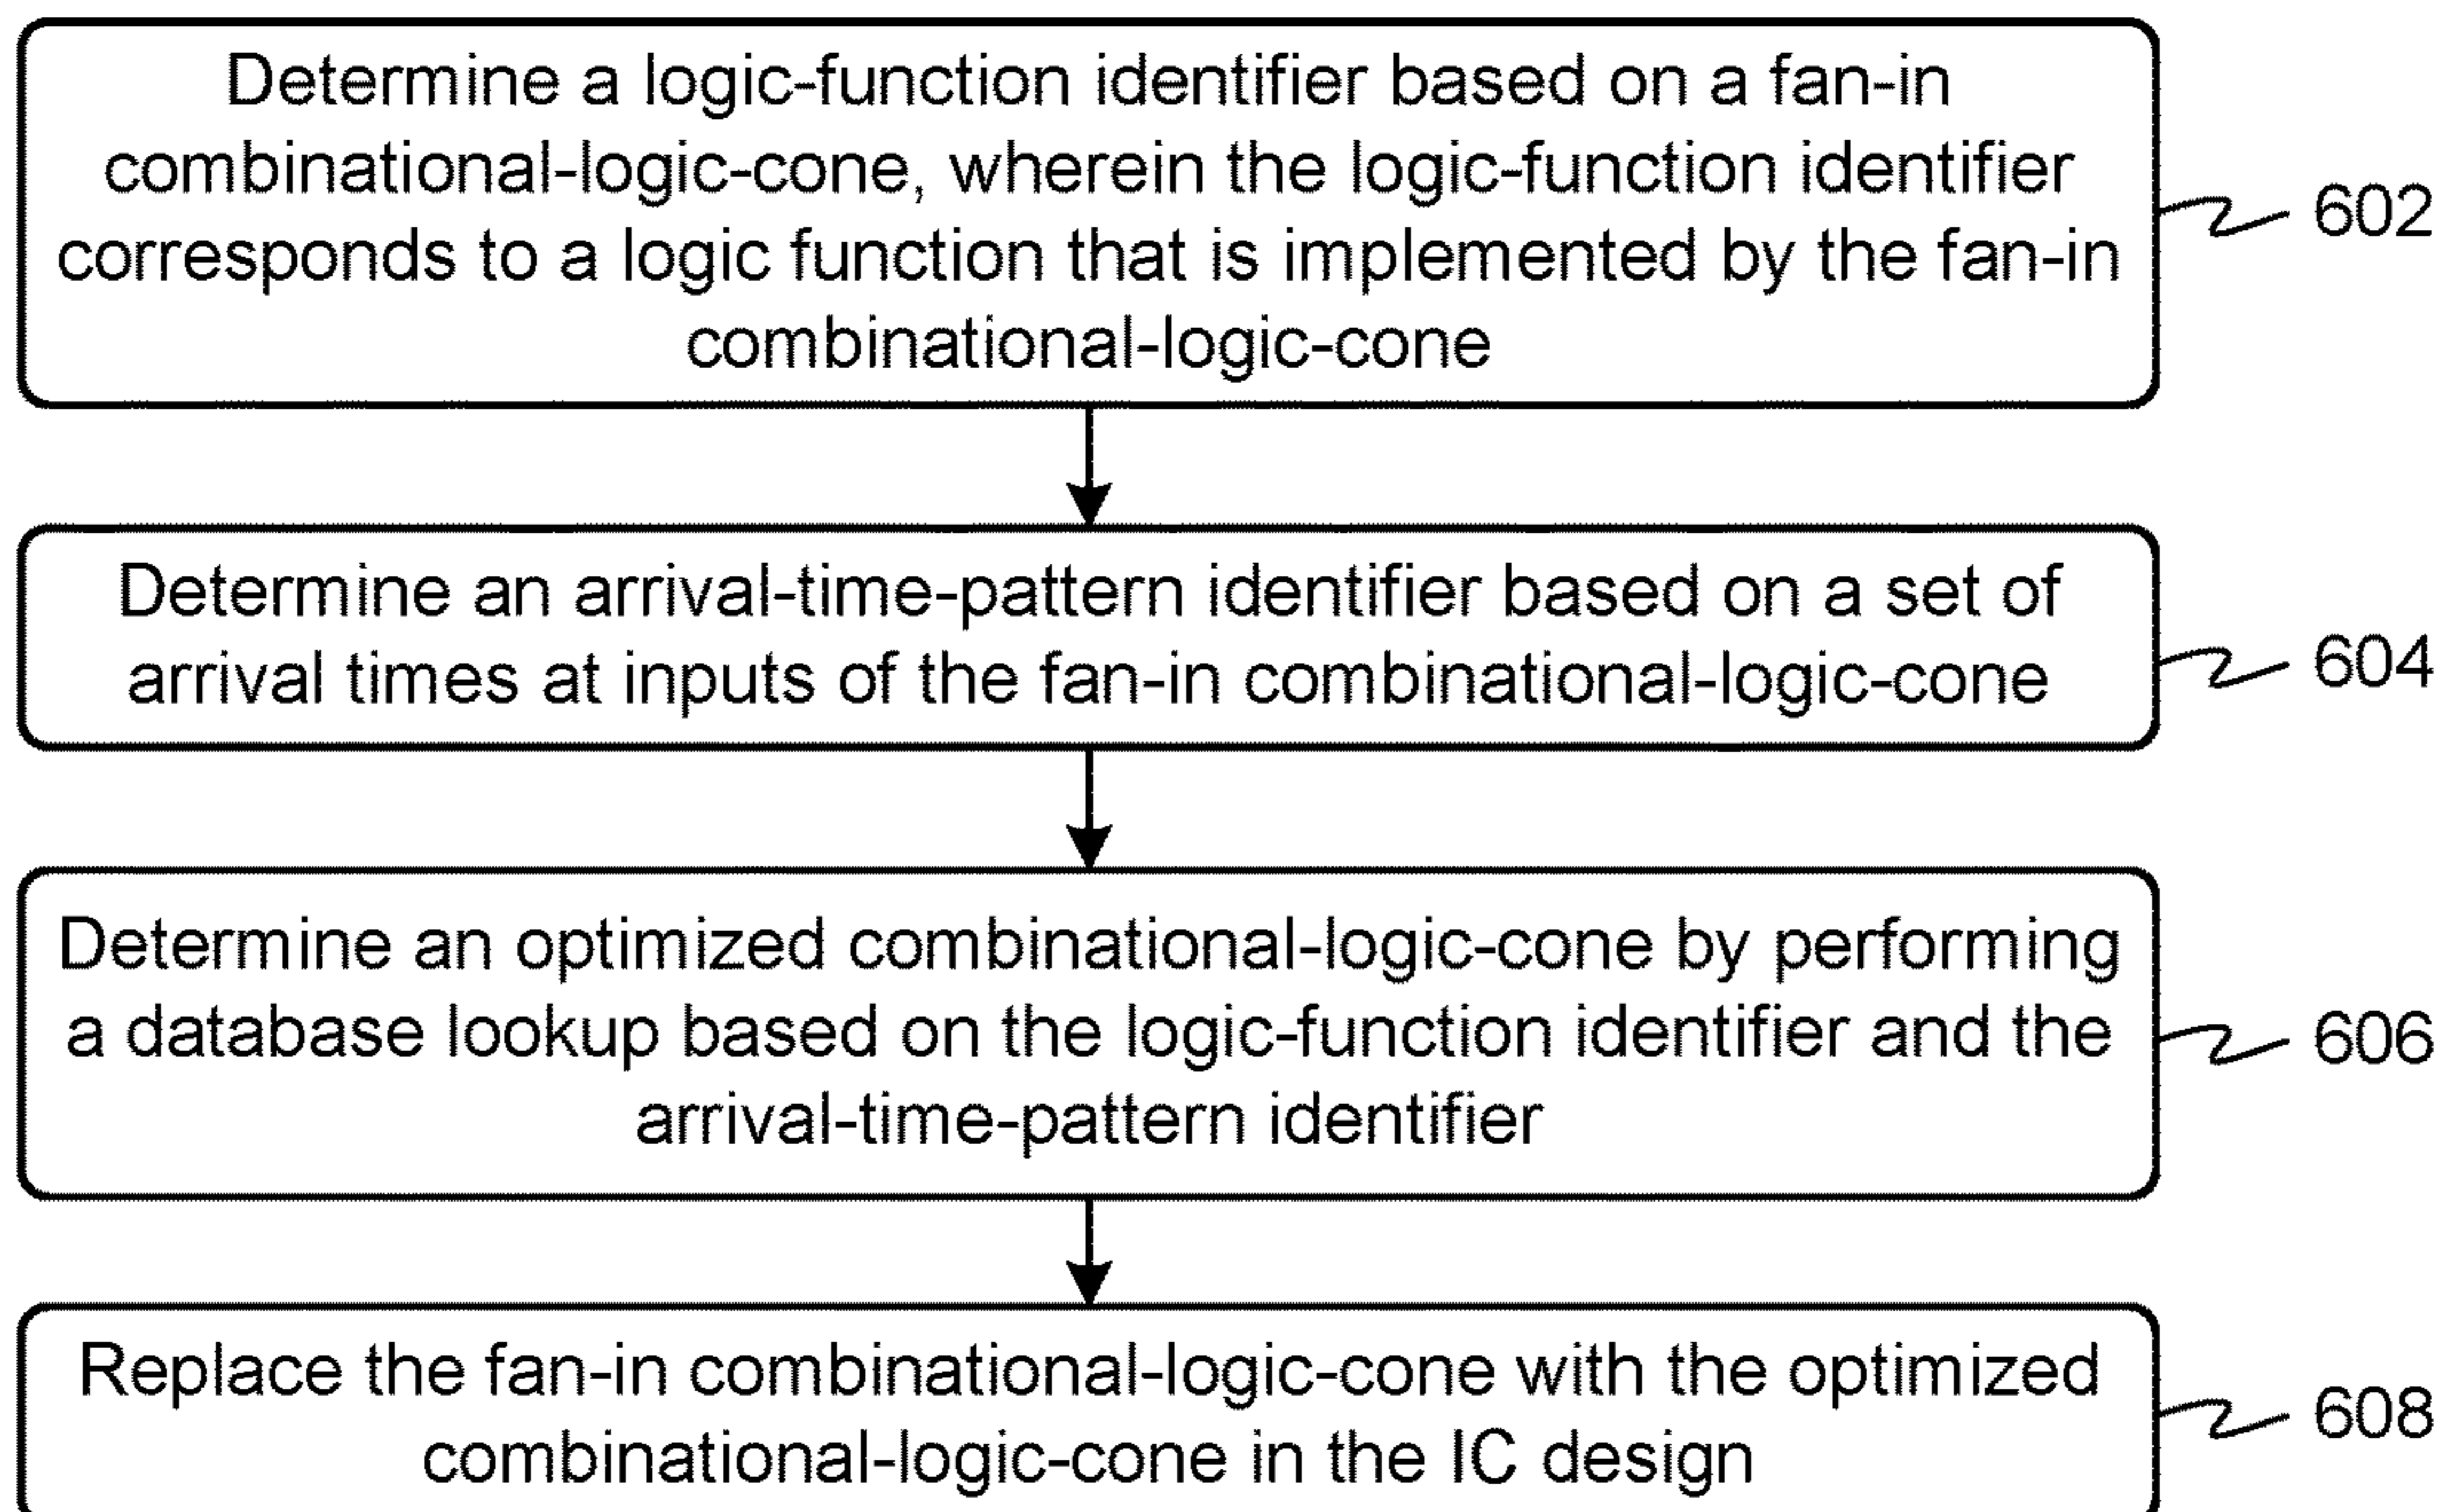 Determine a logic-function identifier based on a fan-in
combinational-logic-cone, wherein the logic-function identifier
corresponds to a logic function that is implemented by the fan-in
combinational-logic-cone
602
Determine an arrival-time-pattern identifier based on a set of
arrival times at inputs of the fan-in combinational-logic-cone
604
Determine an optimized combinational-logic-cone by performing
a database lookup based on the logic-function identifier and the
arrival-time-pattern identifier
606
Replace the fan-in combinational-logic-cone with the optimized
combinational-logic-cone in the IC design
608